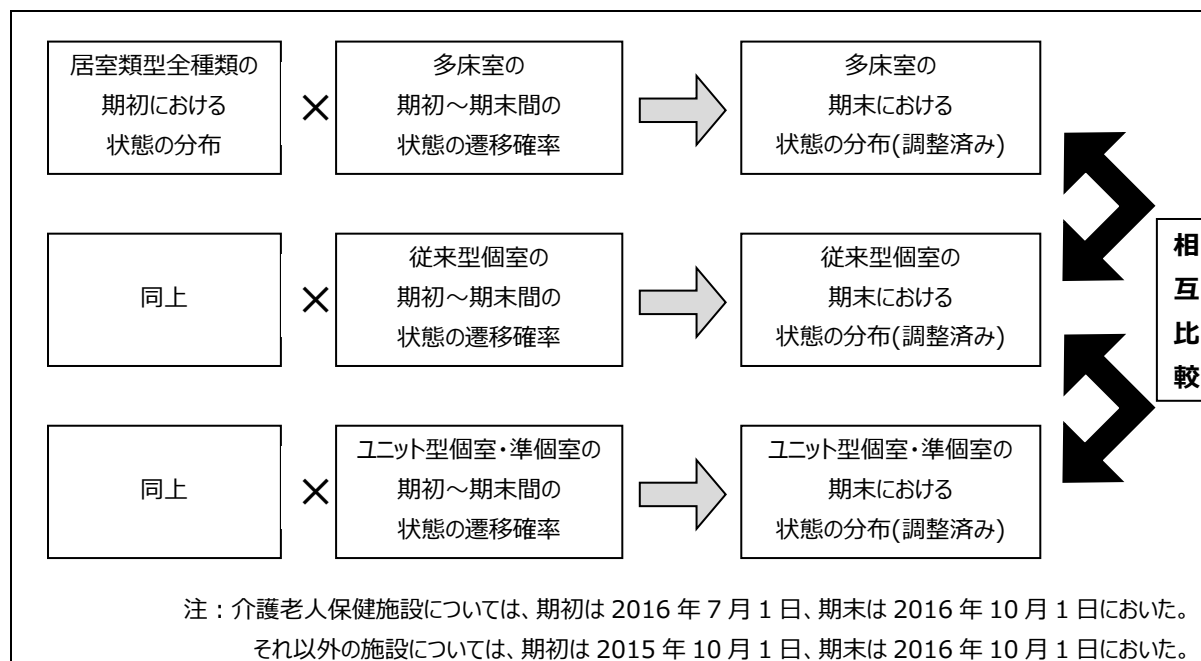 居室類型全種類の
期初における
状態の分布
×
多床室の
期初～期末間の
状態の遷移確率
多床室の
期末における
状態の分布(調整済み)
同上
×
従来型個室の
期初～期末間の
状態の遷移確率
従来型個室の
期末における
状態の分布(調整済み)
同上
×
ユニット型個室・準個室の
期初～期末間の
状態の遷移確率
ユニット型個室・準個室の
期末における
状態の分布(調整済み)
相
互
比
較
注：介護老人保健施設については、期初は 2016 年 7 月 1 日、期末は 2016 年 10 月 1 日においた。
それ以外の施設については、期初は 2015 年 10 月 1 日、期末は 2016 年 10 月 1 日においた。